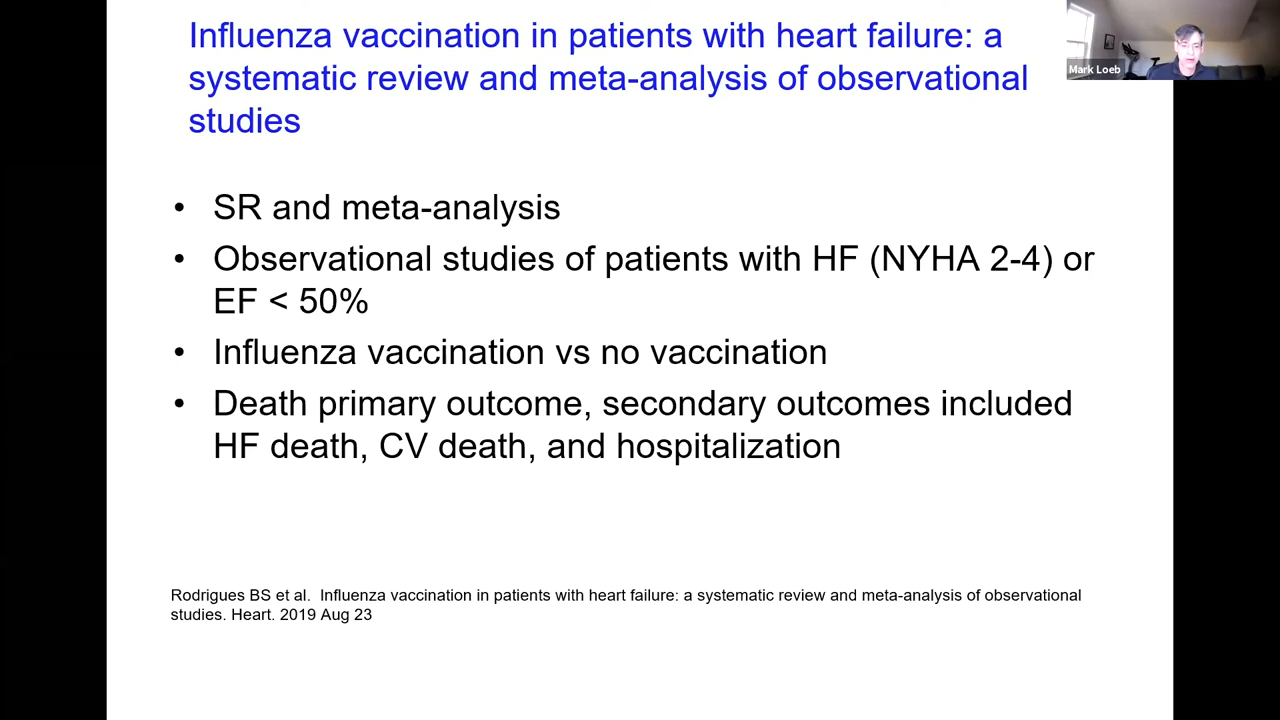 Influenza vaccination in patients with heart failure: a
systematic review and meta-analysis of observational
studies
Mark Loeb
• SR and meta-analysis
• Observational studies of patients with HF (NYHA 2-4) or
EF < 50%
• Influenza vaccination vs no vaccination
• Death primary outcome, secondary outcomes included
HF death, CV death, and hospitalization
Rodrigues BS et al.  Influenza vaccination in patients with heart failure: a systematic review and meta-analysis of observational
studies. Heart. 2019 Aug 23